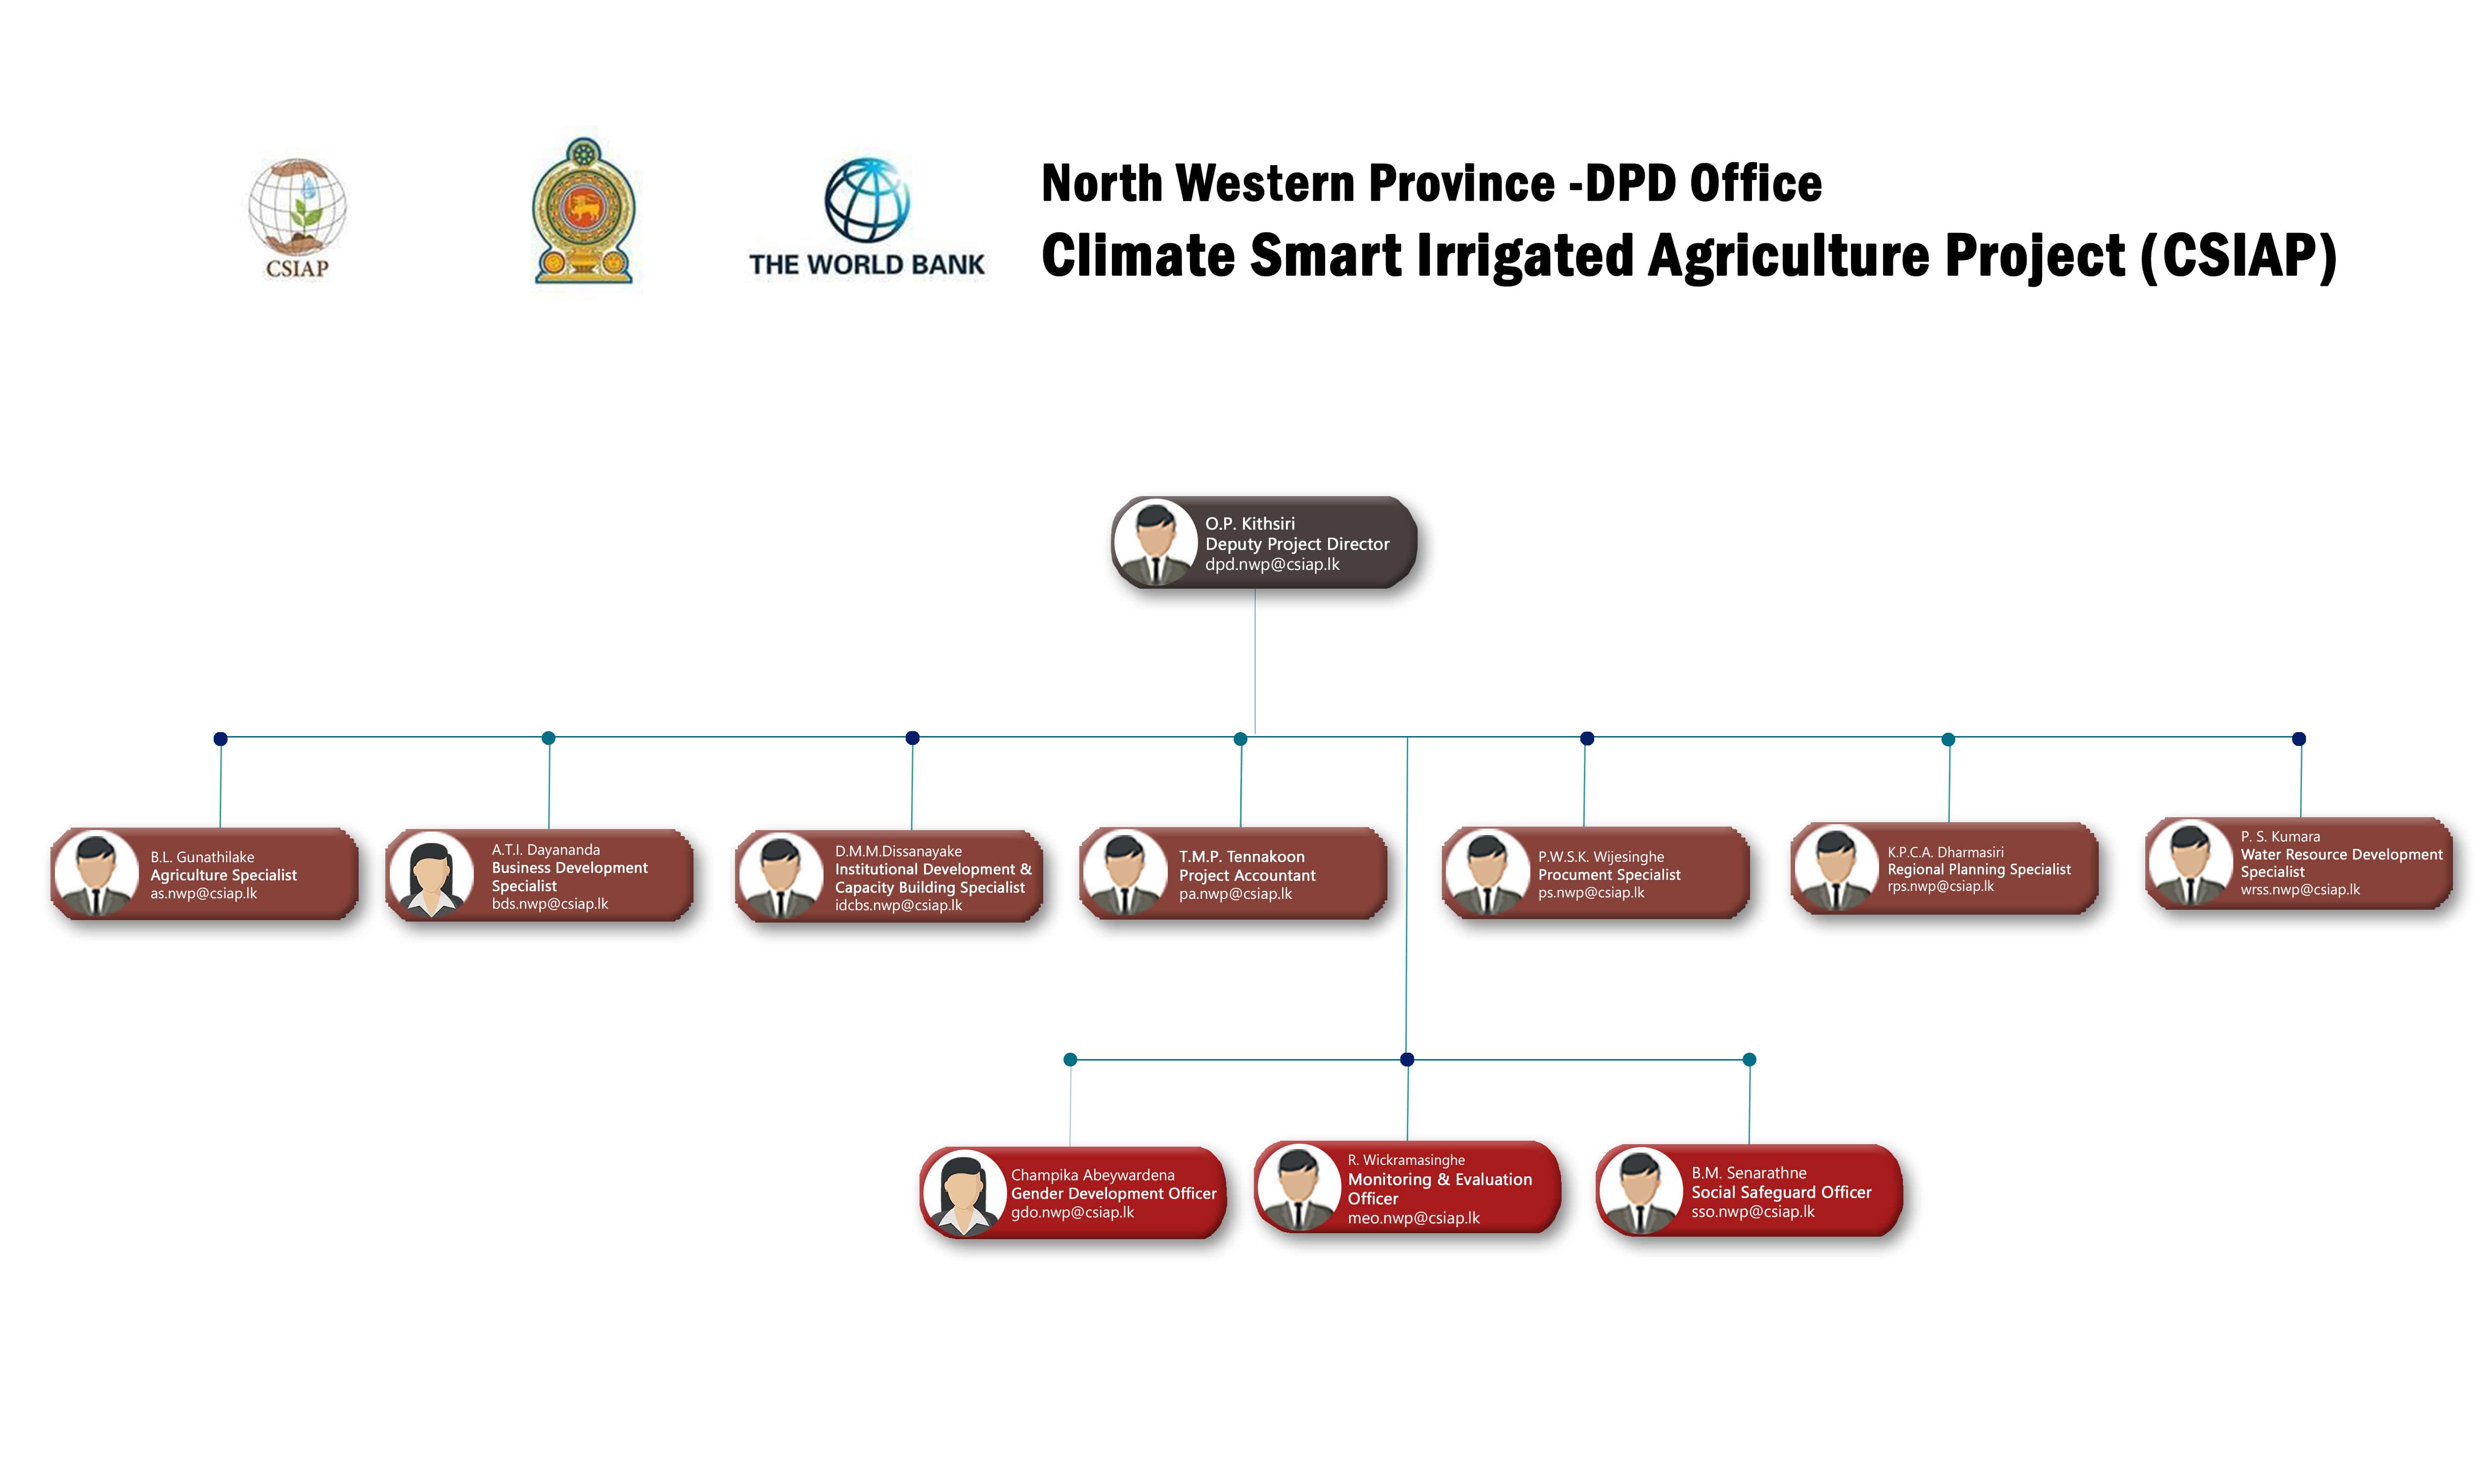 CSIAP
THE WORLD BANK
North Western Province -DPD Office
Climate Smart Irrigated Agriculture Project (CSIAP)
O.P. Kithsiri
Deputy Project Director
dpd.nwp@csiap.lk
B.L. Gunathilake
Agriculture Specialist
as.nwp@csiap.lk
A.T.I. Dayananda
Business Development
Specialist
bds.nwp@csiap.lk
D.M.M.Dissanayake
Institutional Development &
Capacity Building Specialist
idcbs.nwp@csiap.lk
T.M.P. Tennakoon
Project Accountant
pa.nwp@csiap.lk
P.W.S.K. Wijesinghe
Procument Specialist
ps.nwp@csiap.lk
K.P.C.A. Dharmasiri
Regional Planning Specialist
rps.nwp@csiap.lk
P. S. Kumara
Water Resource Development
Specialist
wrss.nwp@csiap.lk
Champika Abeywardena
Gender Development Officer
gdo.nwp@csiap.lk
R. Wickramasinghe
Monitoring & Evaluation
Officer
meo.nwp@csiap.lk
B.M. Senarathne
Social Safeguard Officer
sso.nwp@csiap.lk